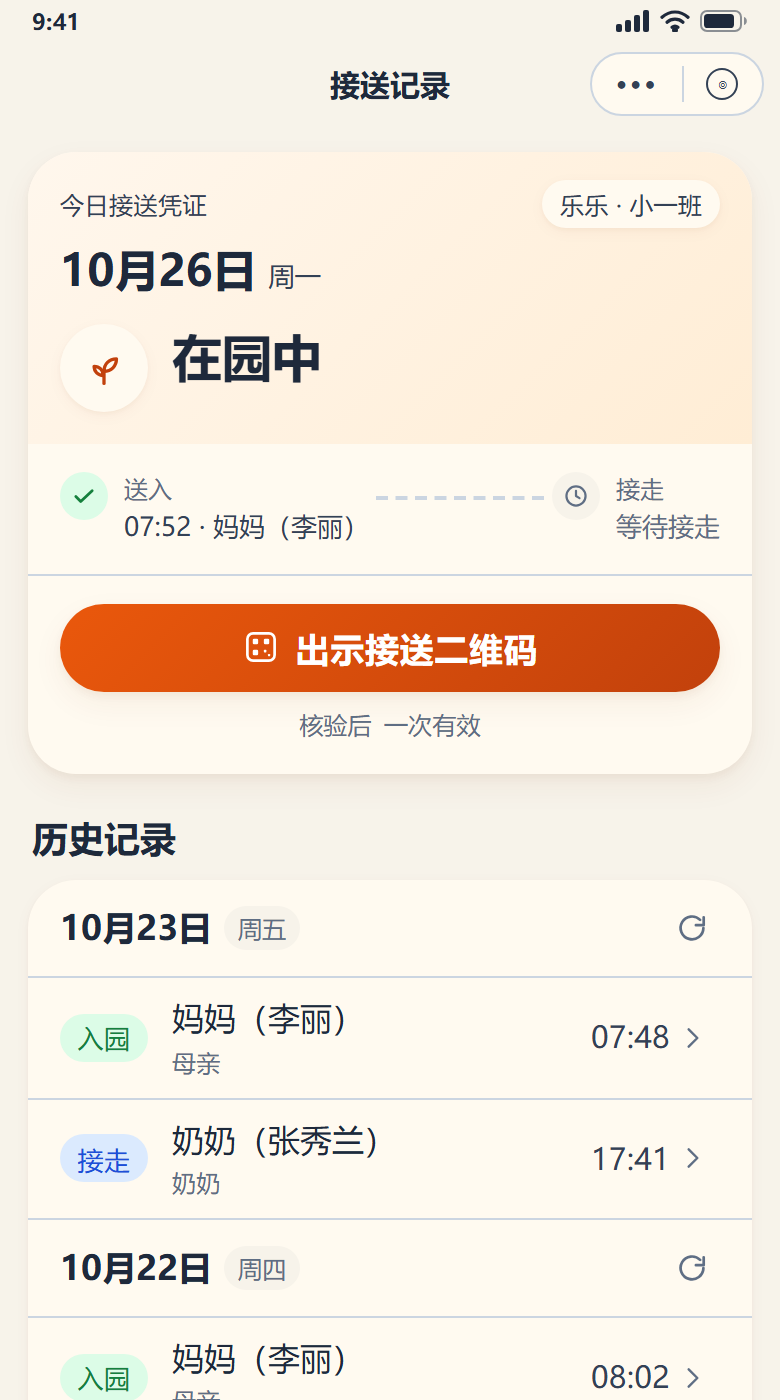 9:41
接送记录
今日接送凭证
乐乐 · 小一班
10月26日 周一
在园中
送入
07:52 · 妈妈（李丽）
接走
等待接走
出示接送二维码
核验后 一次有效
历史记录
10月23日 周五
入园 妈妈（李丽） 07:48
母亲
接走 奶奶（张秀兰） 17:41
奶奶
10月22日 周四
入园 妈妈（李丽） 08:02
母亲